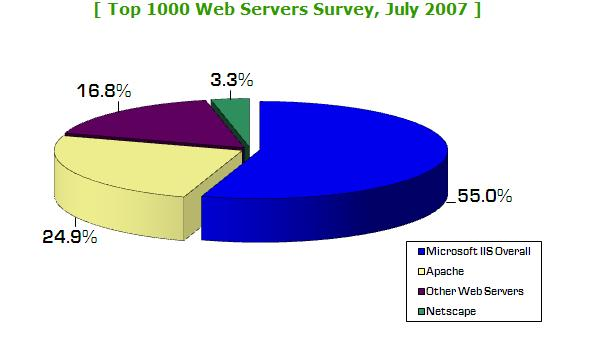 [ Top 1000 Web Servers Survey, July 2007 ]
3.3%
16.8%
55.0%
24.9%
Microsoft IIS Overall
Apache
Other Web Servers
Netscape